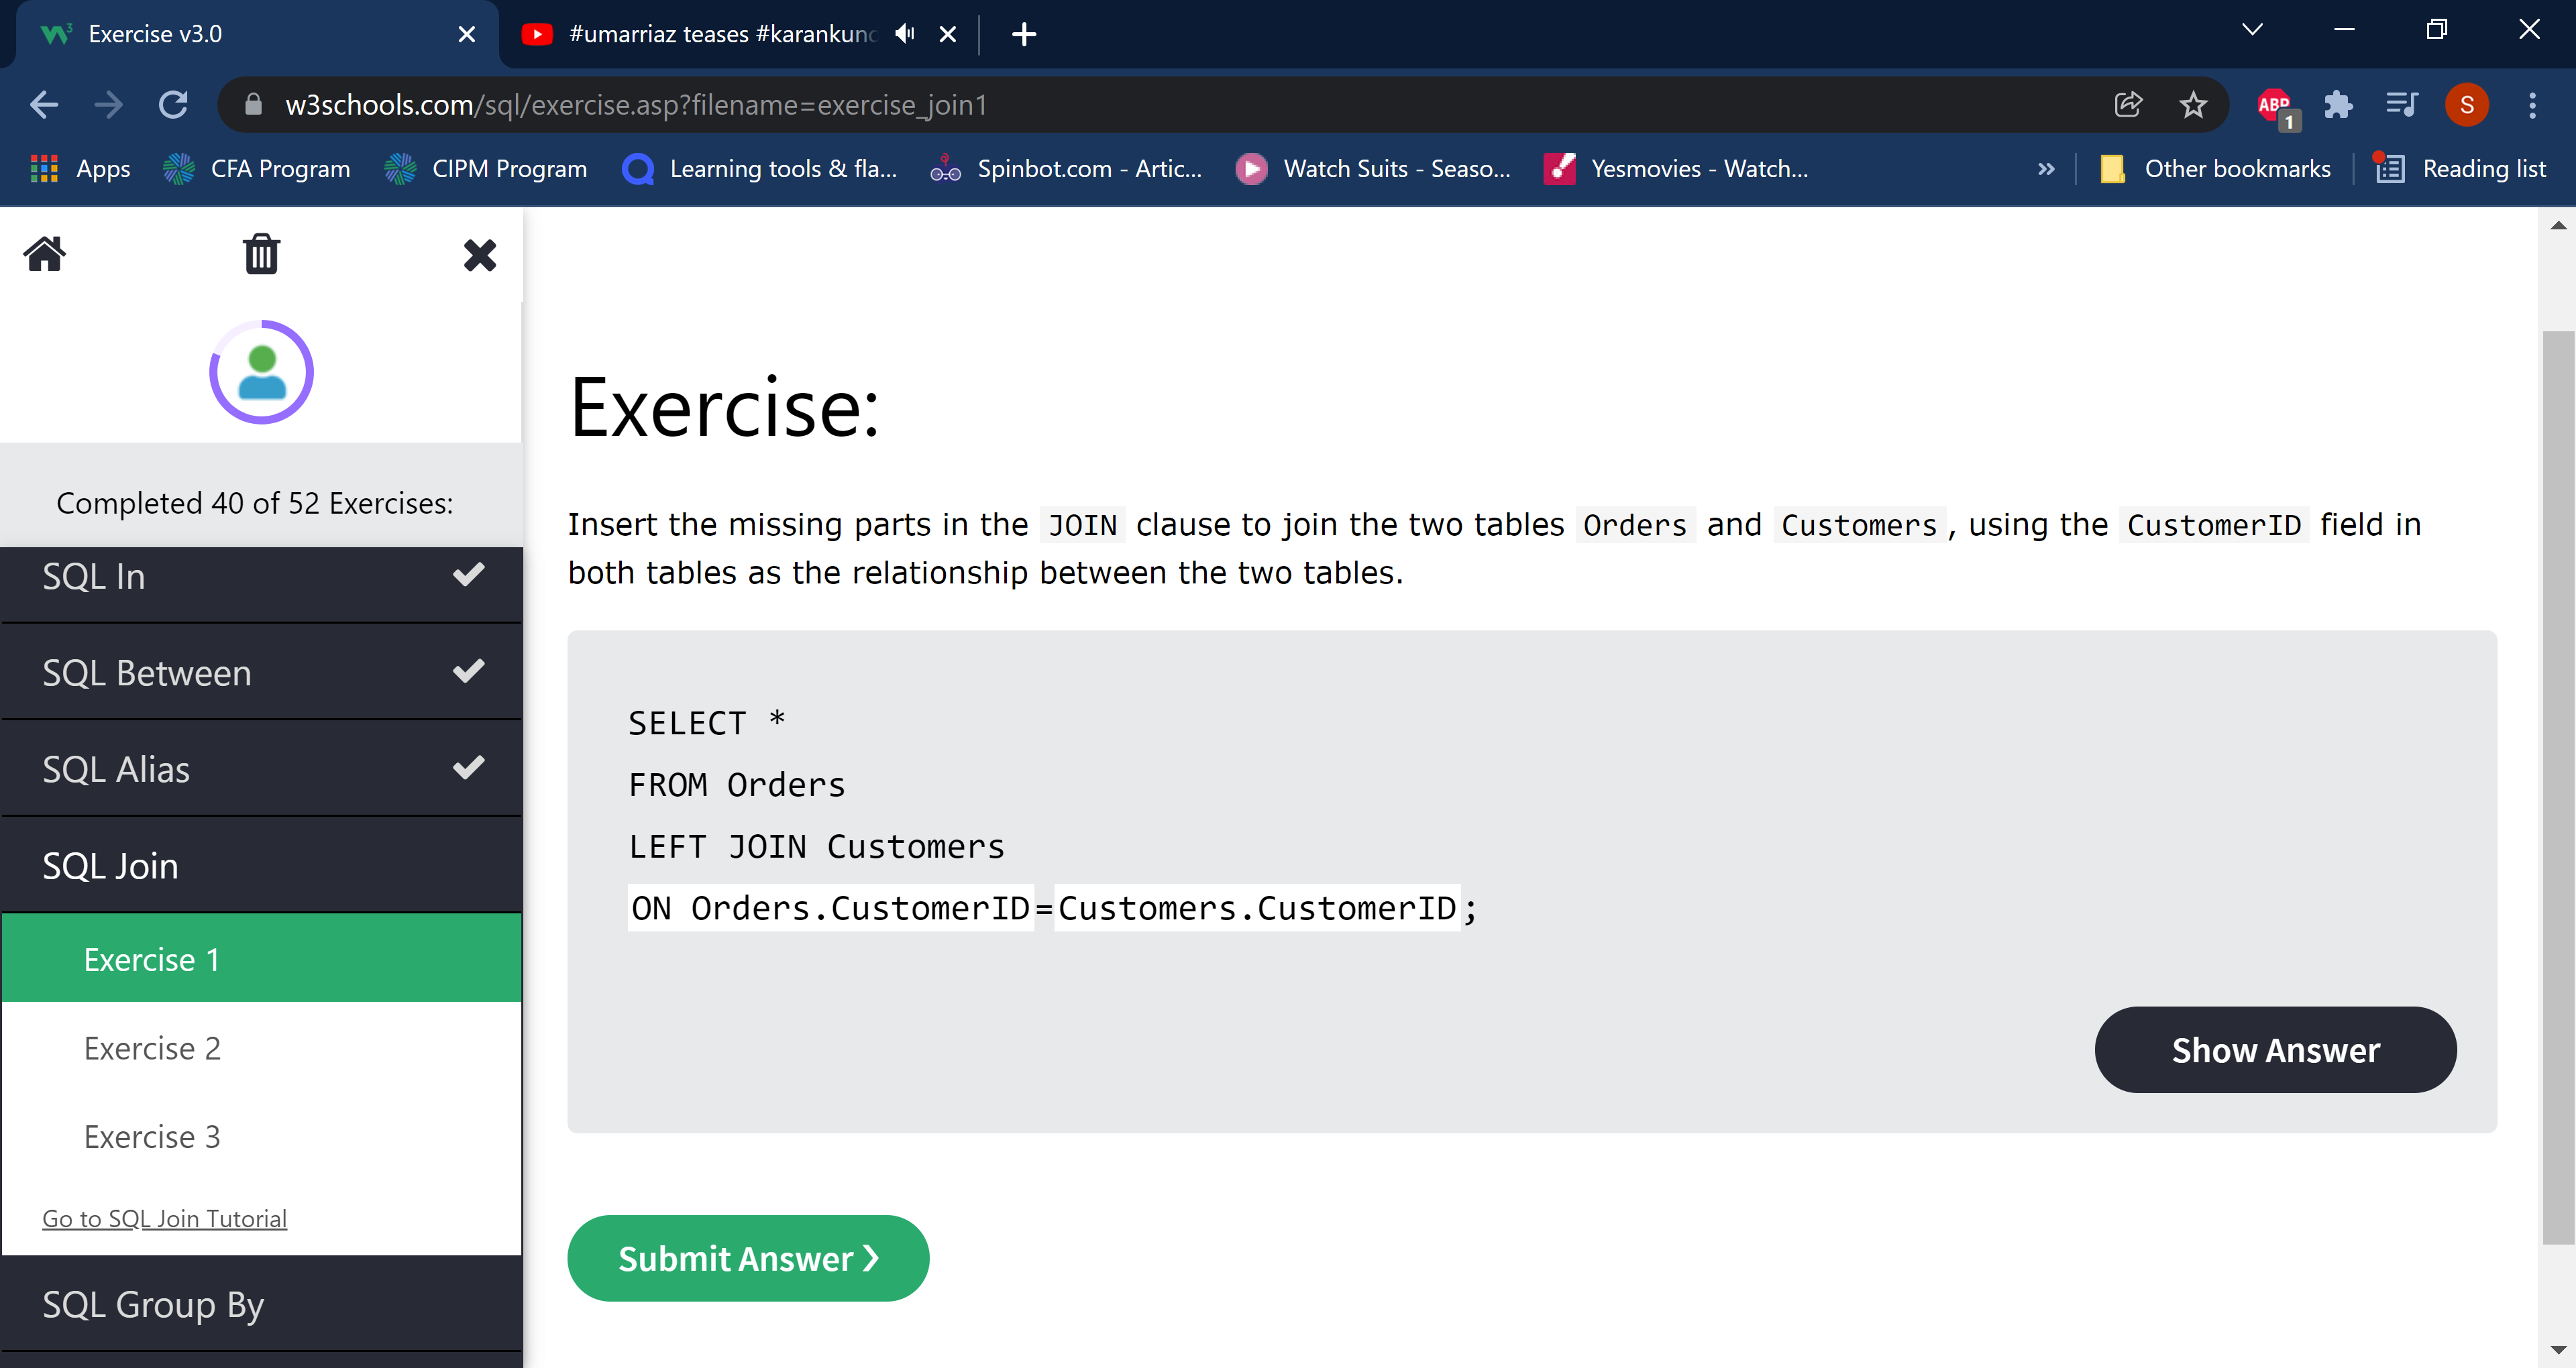 Exercise v3.0
#umarriaz teases #karankun
w3schools.com/sql/exercise.asp?filename=exercise_join1
ABP
1
S
Apps
CFA Program
CIPM Program
Learning tools & fla...
Spinbot.com - Artic...
Watch Suits - Seaso...
Yesmovies - Watch...
»
Other bookmarks
Reading list
Completed 40 of 52 Exercises:
SQL In
SQL Between
SQL Alias
SQL Join
Exercise 1
Exercise 2
Exercise 3
Go to SQL Join Tutorial
SQL Group By
Exercise:
Insert the missing parts in the JOIN clause to join the two tables Orders and Customers, using the CustomerID field in
both tables as the relationship between the two tables.
SELECT *
FROM Orders
LEFT JOIN Customers
ON Orders.CustomerID=Customers.CustomerID;
Show Answer
Submit Answer ❯